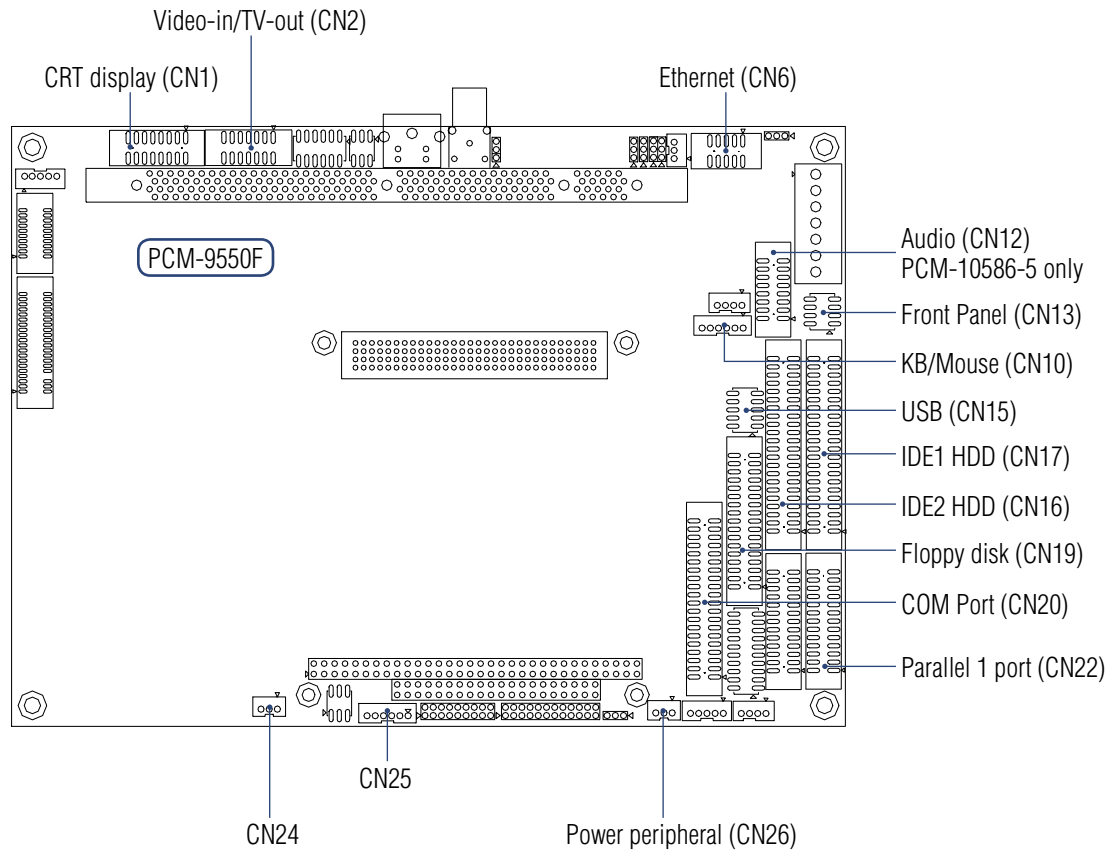 Video-in/TV-out (CN2)
CRT display (CN1)
Ethernet (CN6)
PCM-9550F
Audio (CN12)
PCM-10586-5 only
Front Panel (CN13)
KB/Mouse (CN10)
USB (CN15)
IDE1 HDD (CN17)
IDE2 HDD (CN16)
Floppy disk (CN19)
COM Port (CN20)
Parallel 1 port (CN22)
CN25
CN24
Power peripheral (CN26)